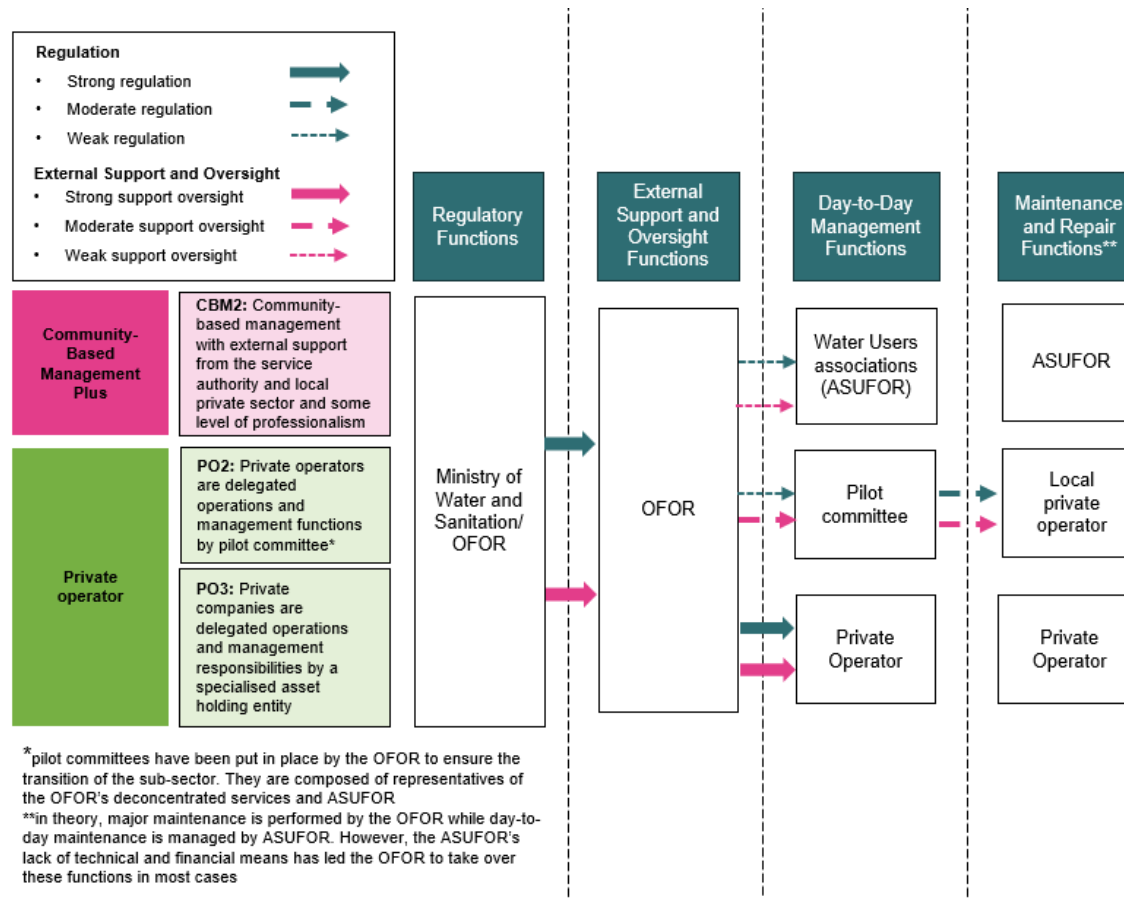 Regulation
• Strong regulation
• Moderate regulation
• Weak regulation
External Support and Oversight
• Strong support oversight
• Moderate support oversight
• Weak support oversight
Regulatory
Functions
External
Support and
Oversight
Functions
Day-to-Day
Management
Functions
Maintenance
and Repair
Functions**
Community-
Based
Management
Plus
CBM2: Community-
based management
with external support
from the service
authority and local
private sector and some
level of professionalism
Private
operator
PO2: Private operators
are delegated
operations and
management functions
by pilot committee*
PO3: Private
companies are
delegated operations
and management
responsibilities by a
specialised asset
holding entity
Ministry of
Water and
Sanitation/
OFOR
OFOR
Water Users
associations
(ASUFOR)
ASUFOR
Pilot
committee
Local
private
operator
Private
Operator
Private
Operator
*pilot committees have been put in place by the OFOR to ensure the
transition of the sub-sector. They are composed of representatives of
the OFOR's deconcentrated services and ASUFOR
**in theory, major maintenance is performed by the OFOR while day-to-
day maintenance is managed by ASUFOR. However, the ASUFOR's
lack of technical and financial means has led the OFOR to take over
these functions in most cases